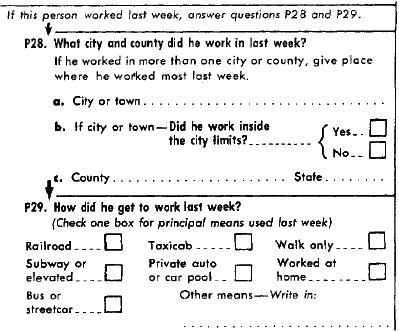 If this person worked last week, answer questions P28 and P29.
P28. What city and county did he work in last week?
If he worked in more than one city or county, give place
where he worked most last week.
a. City or town
b. If city or town—Did he work inside
the city limits?
Yes
No
c. County State
P29. How did he get to work last week?
(Check one box for principal means used last week)
Railroad Taxicab Walk only
Subway or Private auto Worked at
elevated or car pool home
Bus or Other means—Write in:
streetcar